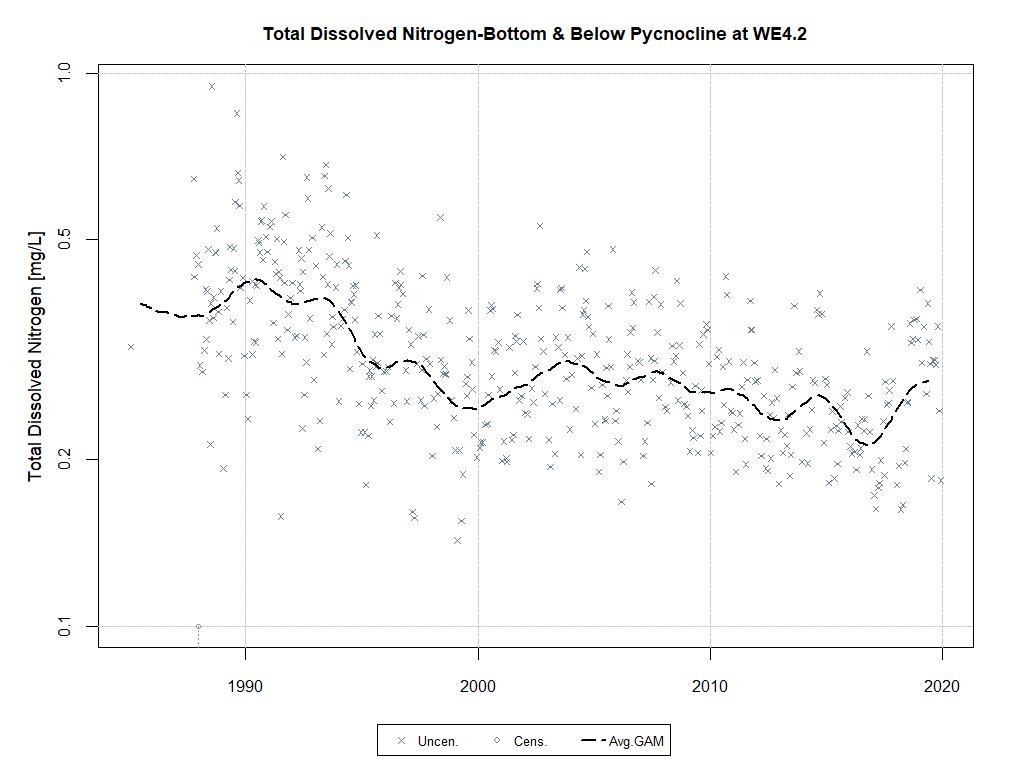 Total Dissolved Nitrogen-Bottom & Below Pycnocline at WE4.2
Total Dissolved Nitrogen [mg/L]
1.0
0.5
0.2
0.1
1990 2000 2010 2020
Uncen. Cens. Avg.GAM